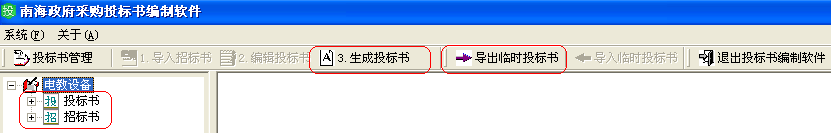 投 南海政府采购投标书编制软件
系统(F) 关于(A)
投标书管理 1. 导入招标书 2. 编辑投标书 A 3. 生成投标书 导出临时投标书 导入临时投标书 退出投标书编制软件
电教设备
投 投标书
招 招标书